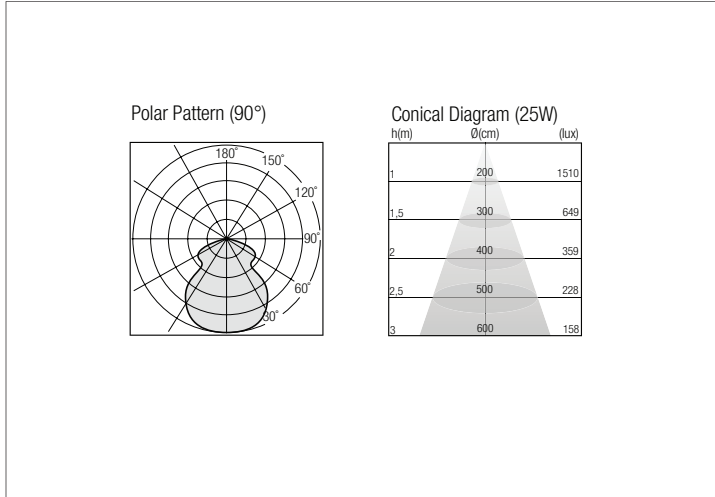 Polar Pattern (90°)
180°
150°
120°
90°
60°
30°
Conical Diagram (25W)
h(m) Ø(cm) (lux)
1 200 1510
1,5 300 649
2 400 359
2,5 500 228
3 600 158